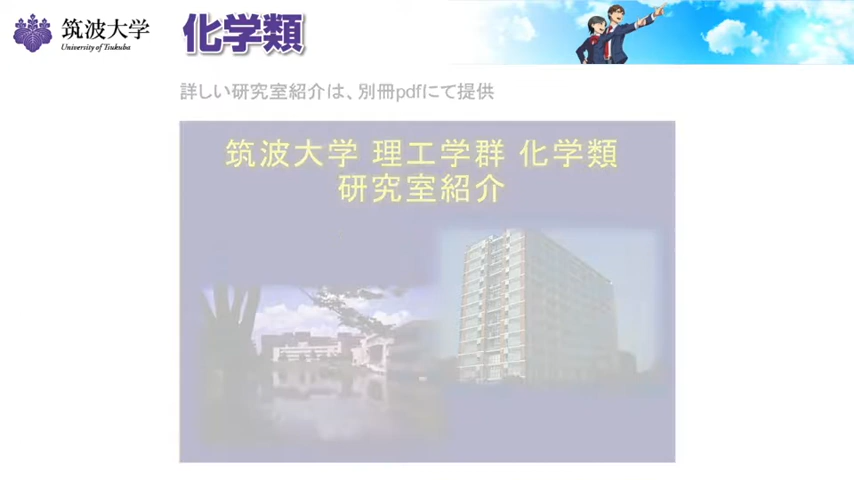 筑波大学
University of Tsukuba
化学類
詳しい研究室紹介は、別冊pdfにて提供
筑波大学 理工学群 化学類
研究室紹介